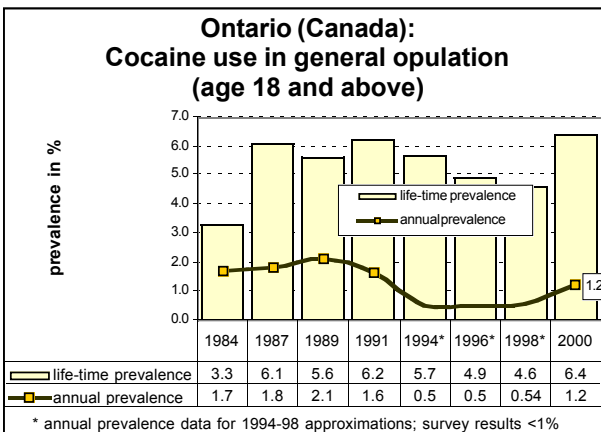 Ontario (Canada):
Cocaine use in general opulation
(age 18 and above)
prevalence in %
7.0
6.0
5.0
4.0
3.0
2.0
1.0
0.0
life-time prevalence
annual prevalence
1.2
1984 1987 1989 1991 1994* 1996* 1998* 2000
life-time prevalence 3.3 6.1 5.6 6.2 5.7 4.9 4.6 6.4
annual prevalence 1.7 1.8 2.1 1.6 0.5 0.5 0.54 1.2
* annual prevalence data for 1994-98 approximations; survey results <1%